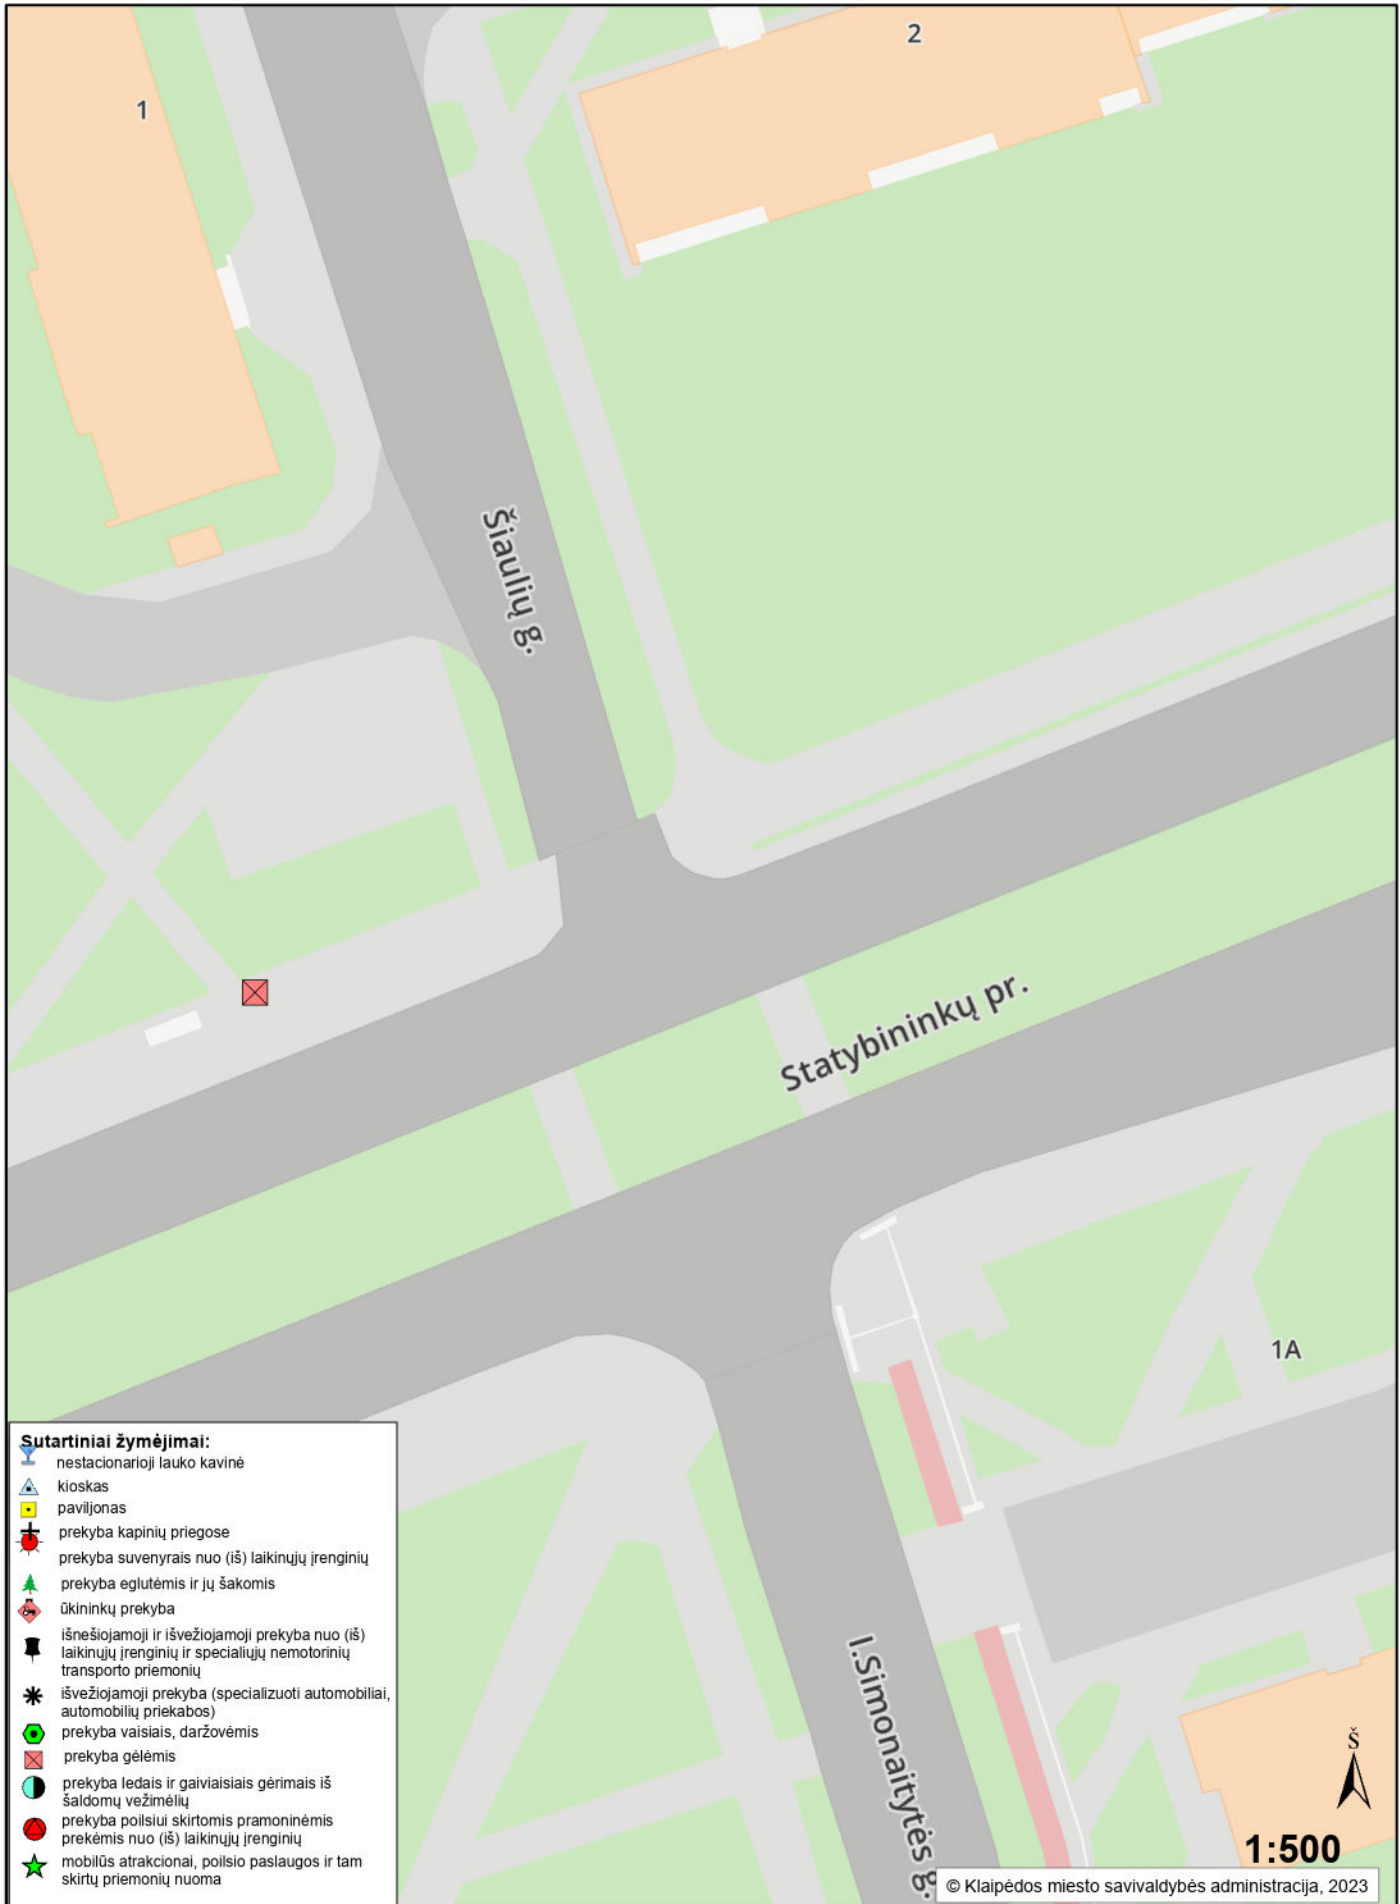 2
1
Šiaulių g.
Statybininkų pr.
1A
I.Simonaitytės g.
Sutartiniai žymėjimai:
nestacionarioji lauko kavinė
kioskas
paviljonas
prekyba kapinių priegose
prekyba suvenyrais nuo (iš) laikinųjų įrenginių
prekyba eglutėmis ir jų šakomis
ūkininkų prekyba
išnešiojamoji ir išvežiojamoji prekyba nuo (iš)
laikinųjų įrenginių ir specialiųjų nemotorinių
transporto priemonių
išvežiojamoji prekyba (specializuoti automobiliai,
automobilių priekabos)
prekyba vaisiais, daržovėmis
prekyba gėlėmis
prekyba ledais ir gaiviaisiais gėrimais iš
šaldomų vežimėlių
prekyba poilsiui skirtomis pramoninėmis
prekėmis nuo (iš) laikinųjų įrenginių
mobilūs atrakcionai, poilsio paslaugos ir tam
skirtų priemonių nuoma
Š
1:500
© Klaipėdos miesto savivaldybės administracija, 2023